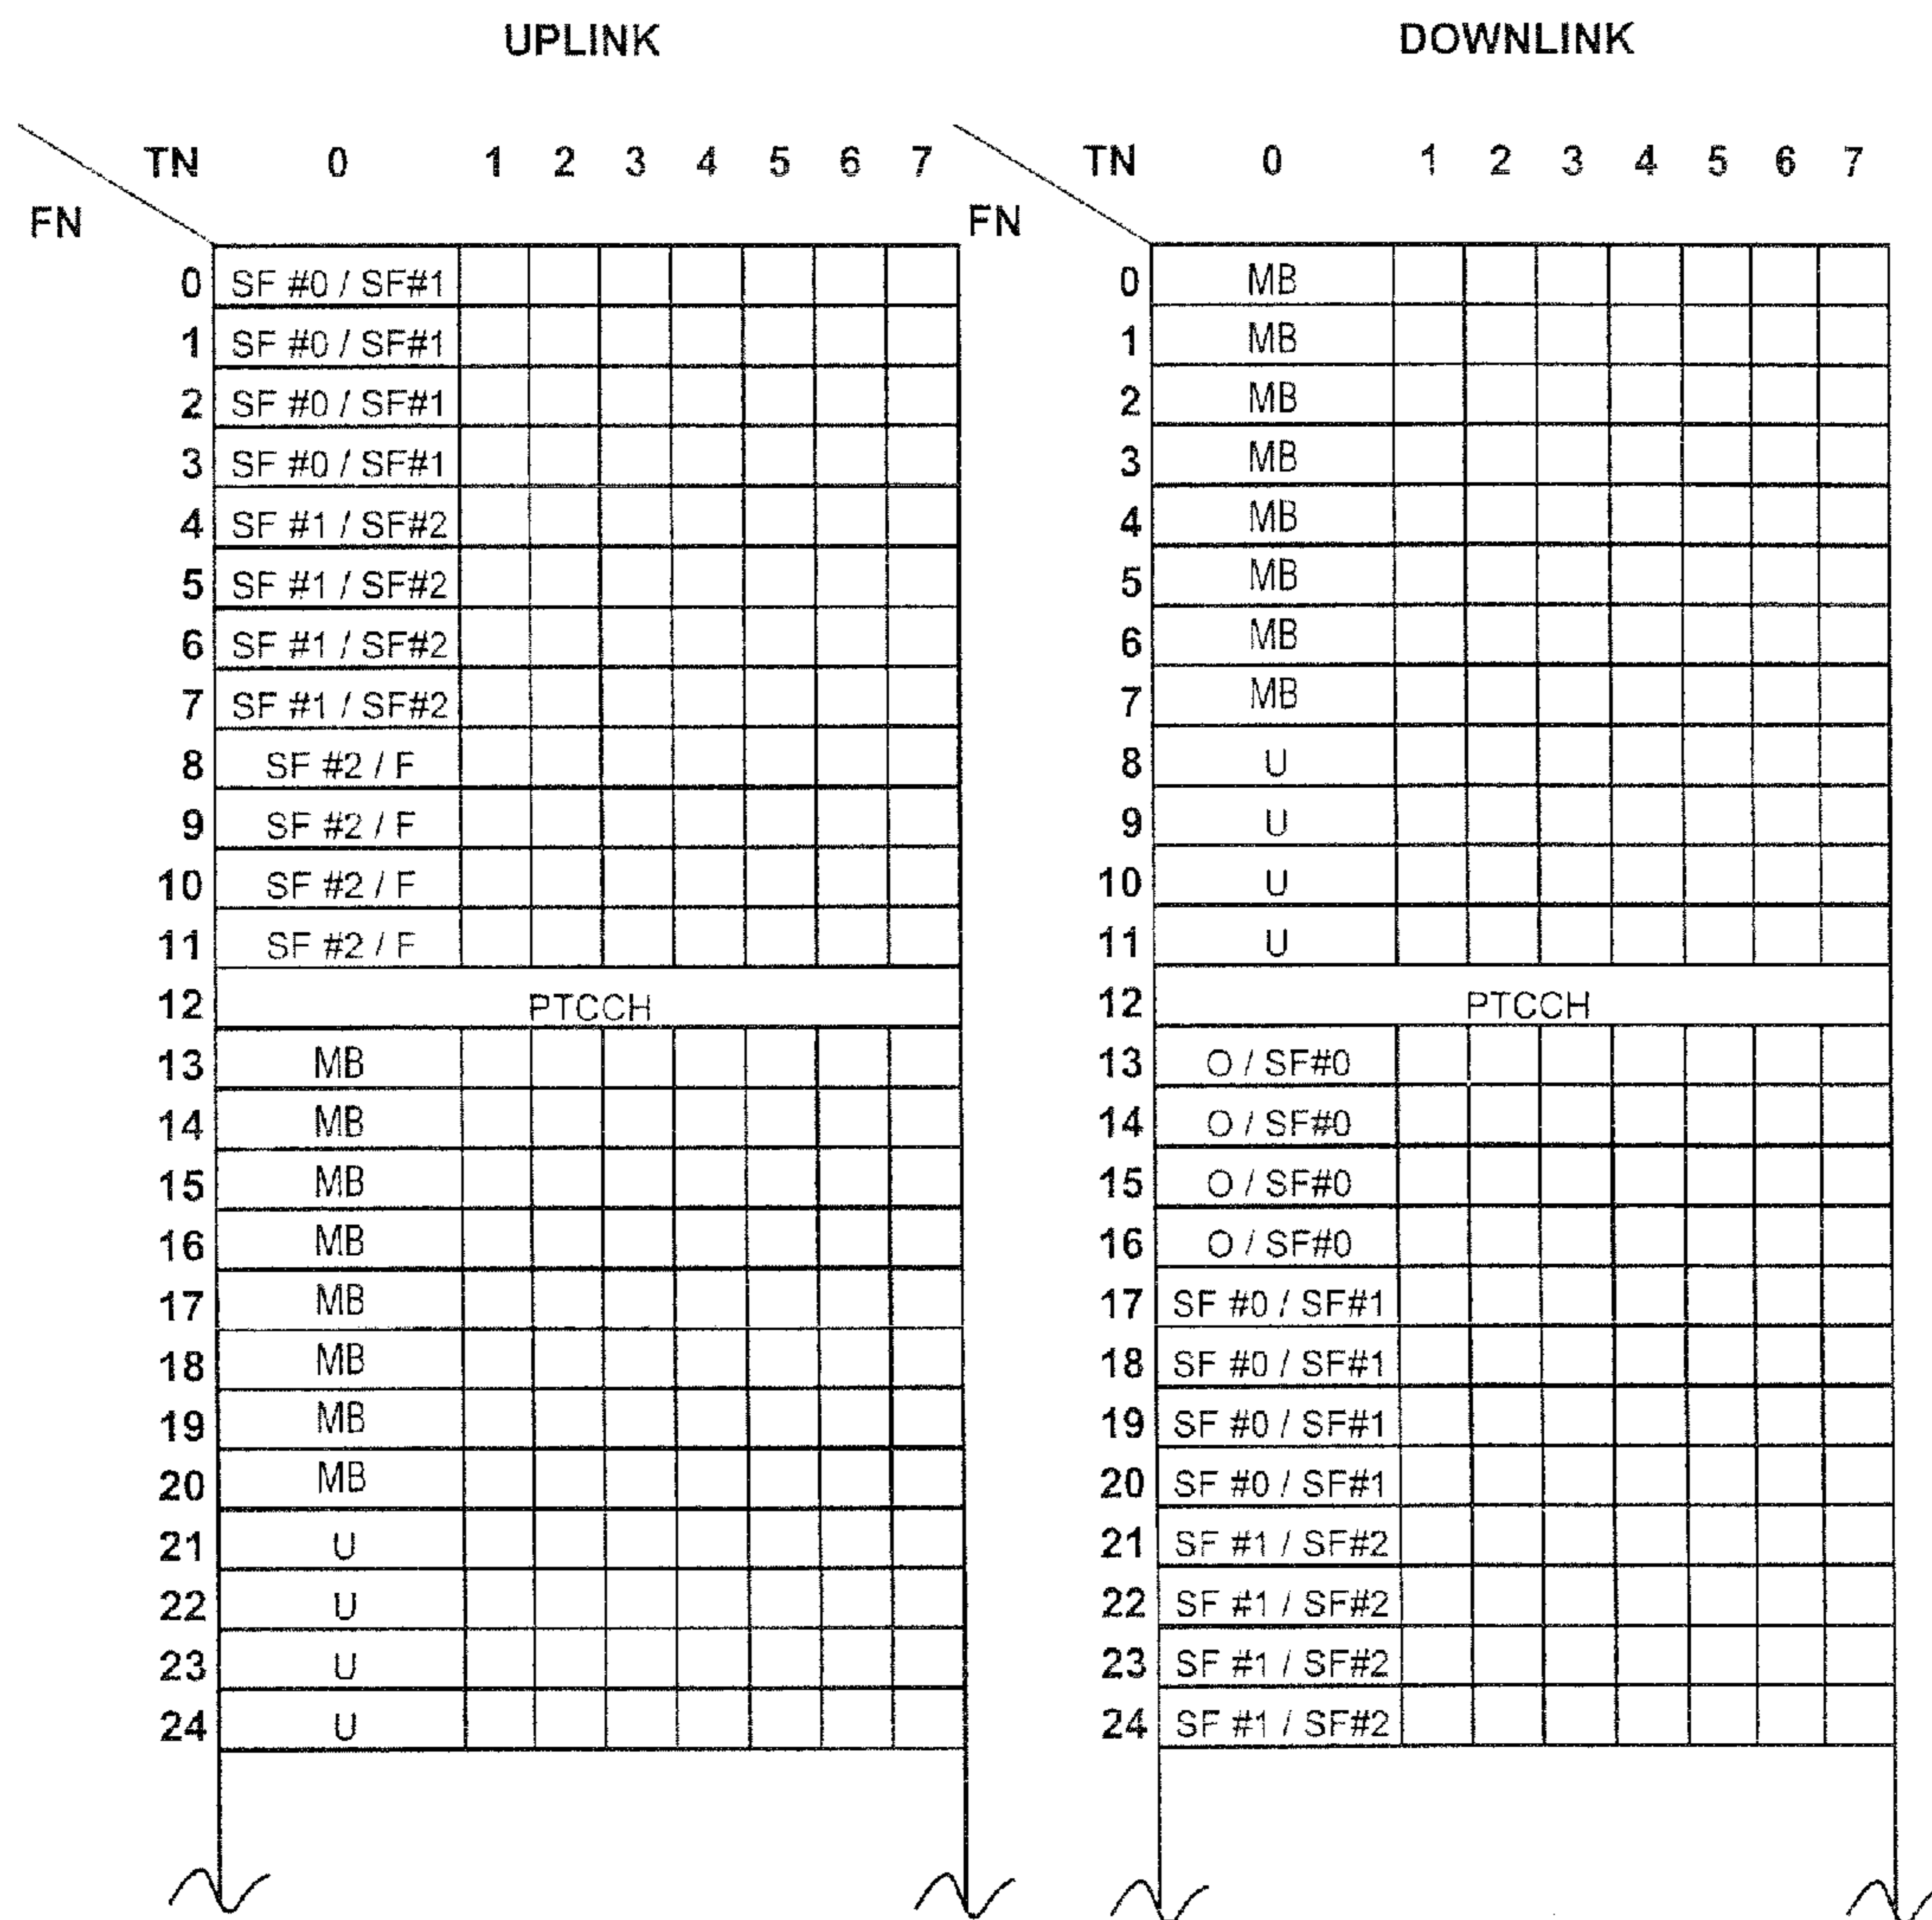 UPLINK DOWNLINK
TN 0 1 2 3 4 5 6 7 TN 0 1 2 3 4 5 6 7
FN FN
0 SF #0 / SF#1 0 MB
1 SF #0 / SF#1 1 MB
2 SF #0 / SF#1 2 MB
3 SF #0 / SF#1 3 MB
4 SF #1 / SF#2 4 MB
5 SF #1 / SF#2 5 MB
6 SF #1 / SF#2 6 MB
7 SF #1 / SF#2 7 MB
8 SF #2 / F 8 U
9 SF #2 / F 9 U
10 SF #2 / F 10 U
11 SF #2 / F 11 U
12 PTCCH 12 PTCCH
13 MB 13 O / SF#0
14 MB 14 O / SF#0
15 MB 15 O / SF#0
16 MB 16 O / SF#0
17 MB 17 SF #0 / SF#1
18 MB 18 SF #0 / SF#1
19 MB 19 SF #0 / SF#1
20 MB 20 SF #0 / SF#1
21 U 21 SF #1 / SF#2
22 U 22 SF #1 / SF#2
23 U 23 SF #1 / SF#2
24 U 24 SF #1 / SF#2